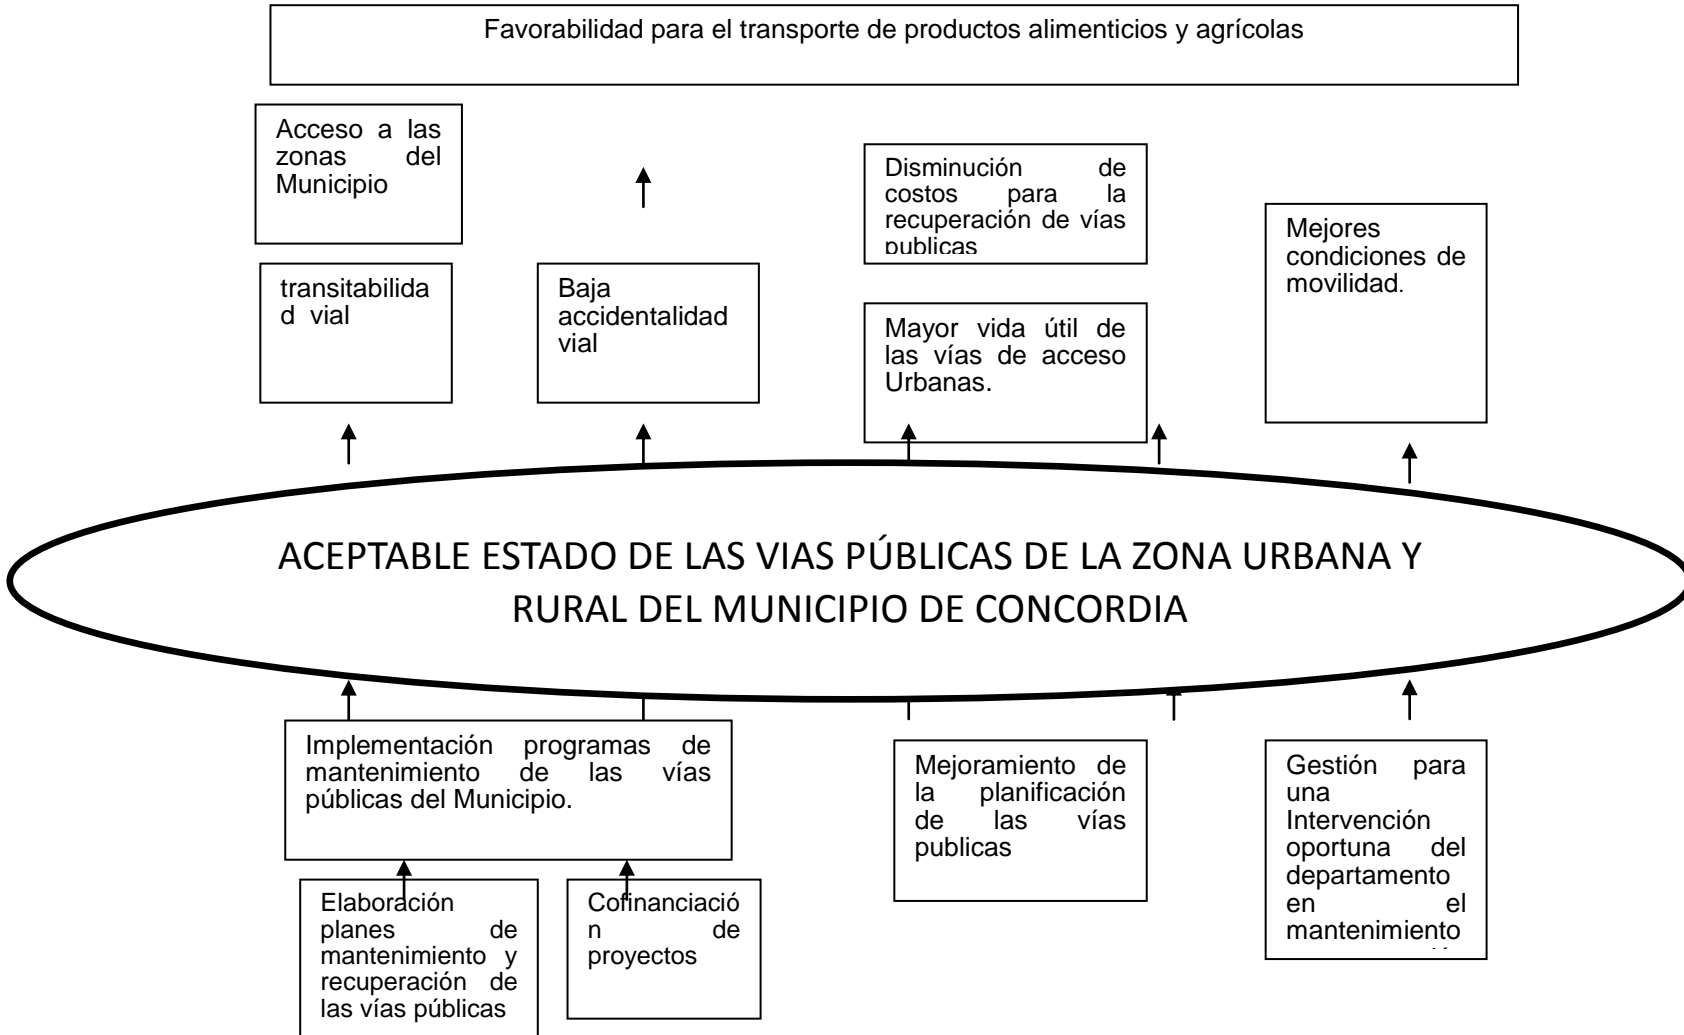 Favorabilidad para el transporte de productos alimenticios y agrícolas
Acceso a las
zonas del
Municipio
Disminución de
costos para la
recuperación de vías
publicas
Mejores
condiciones de
movilidad.
transitabilida
d vial
Baja
accidentalidad
vial
Mayor vida útil de
las vías de acceso
Urbanas.
ACEPTABLE ESTADO DE LAS VIAS PÚBLICAS DE LA ZONA URBANA Y
RURAL DEL MUNICIPIO DE CONCORDIA
Implementación programas de
mantenimiento de las vías
públicas del Municipio.
Mejoramiento de
la planificación
de las vías
publicas
Gestión para
una
Intervención
oportuna del
departamento
en el
mantenimiento
Elaboración
planes de
mantenimiento y
recuperación de
las vías públicas
Cofinanciació
n de
proyectos